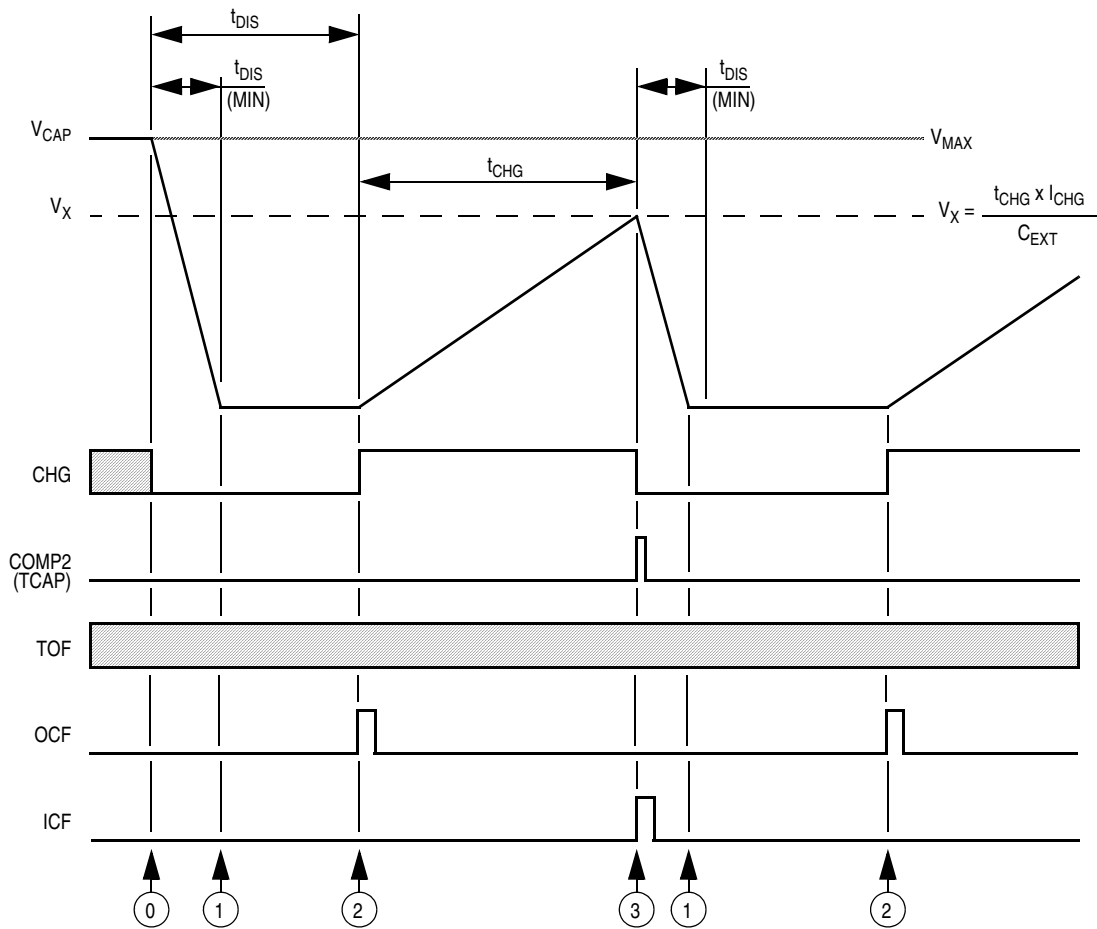 tDIS
tDIS
(MIN)
tDIS
(MIN)
VCAP
VMAX
tCHG
VX
VX = tCHG x ICHG
CEXT
CHG
COMP2
(TCAP)
TOF
OCF
ICF
0 1 2 3 1 2